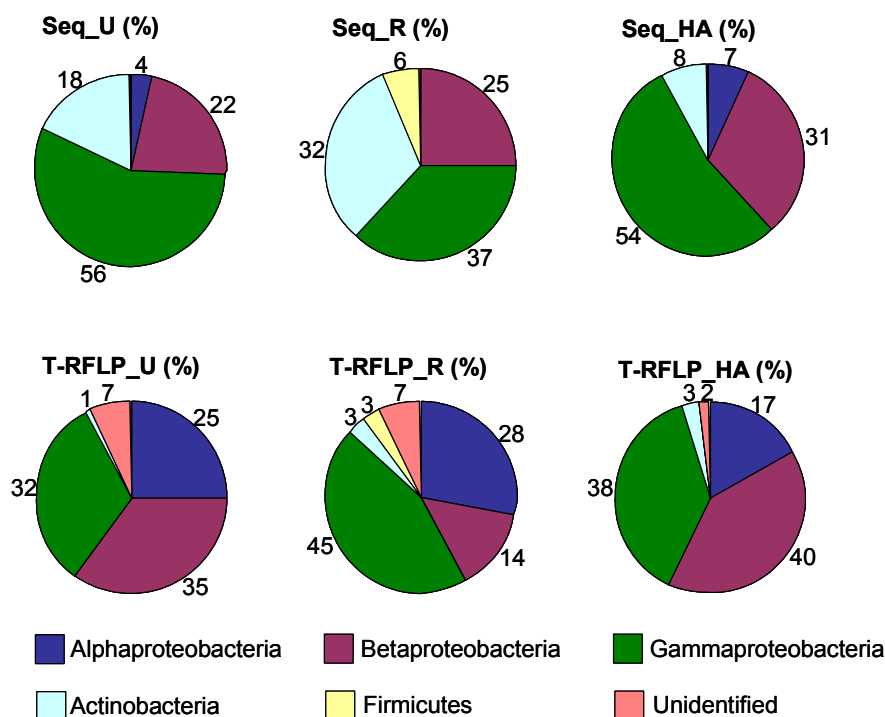 Seq_U (%) Seq_R (%) Seq_HA (%)
4 6 8 7
18 22 25 31
32
56 37 54
T-RFLP_U (%) T-RFLP_R (%) T-RFLP_HA (%)
1 7 3 3 7 3 2 17
25 28
32 38
45
35 14 40
Alphaproteobacteria Betaproteobacteria Gammaproteobacteria
Actinobacteria Firmicutes Unidentified